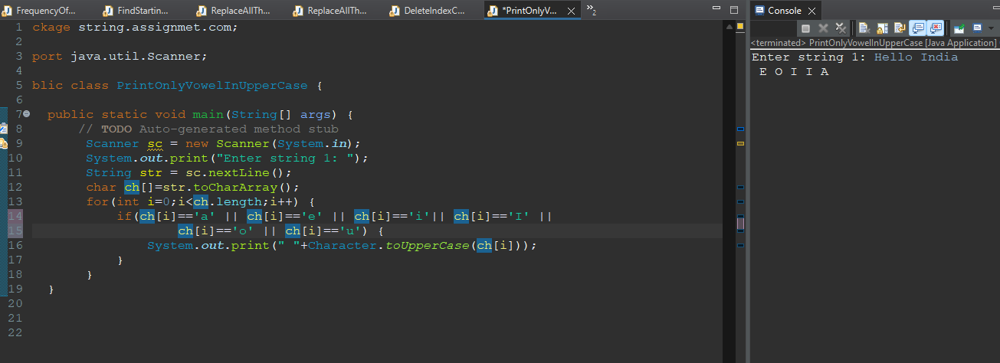 FrequencyOf... FindStartin... ReplaceAllTh... ReplaceAllTh... DeleteIndexC... *PrintOnlyV... »2
1 ckage string.assignmet.com;
2
3 port java.util.Scanner;
4
5 blic class PrintOnlyVowelInUpperCase {
6
7 public static void main(String[] args) {
8 // TODO Auto-generated method stub
9 Scanner sc = new Scanner(System.in);
10 System.out.print("Enter string 1: ");
11 String str = sc.nextLine();
12 char ch[]=str.toCharArray();
13 for(int i=0;i<ch.length;i++) {
14 if(ch[i]=='a' || ch[i]=='e' || ch[i]=='i'|| ch[i]=='I' ||
15 ch[i]=='o' || ch[i]=='u') {
16 System.out.print(" "+Character.toUpperCase(ch[i]));
17 }
18 }
19 }
20
21
22
Console
<terminated> PrintOnlyVowelInUpperCase [Java Application]
Enter string 1: Hello India
E O I I A